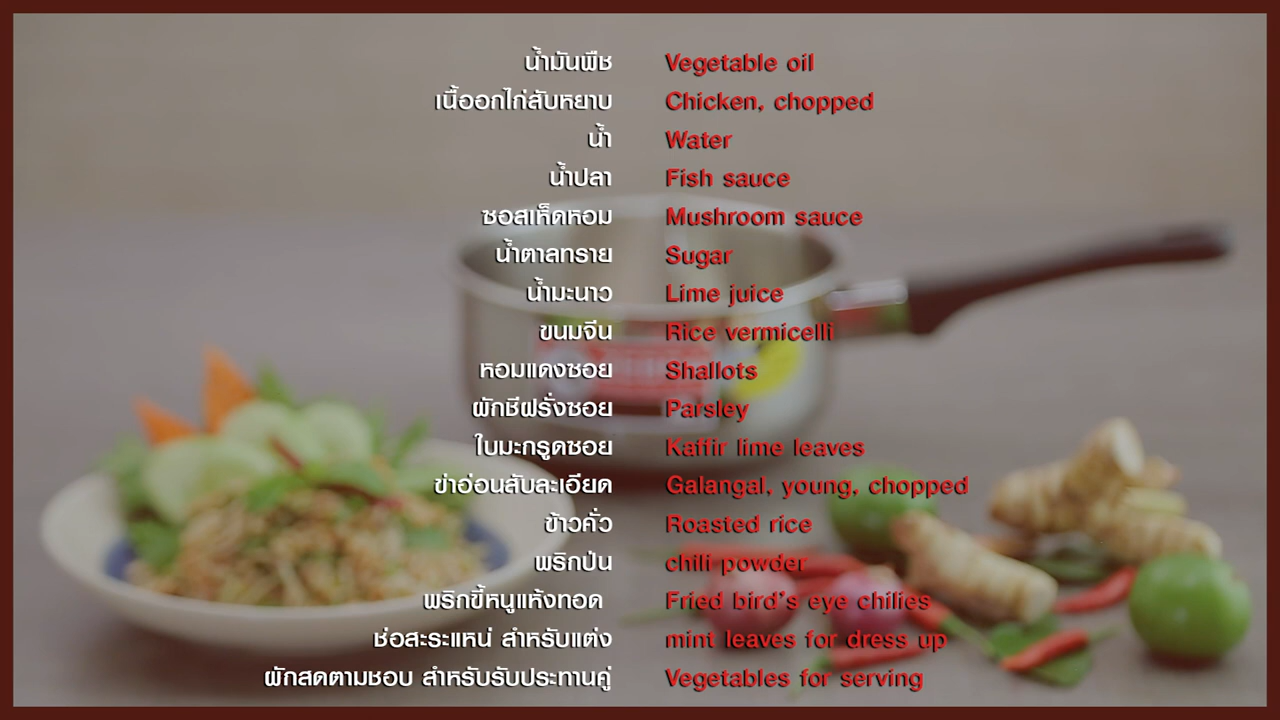 น้ำมันพืช Vegetable oil
เนื้ออกไก่สับหยาบ Chicken, chopped
น้ำ Water
น้ำปลา Fish sauce
ซอสเห็ดหอม Mushroom sauce
น้ำตาลทราย Sugar
น้ำมะนาว Lime juice
ขนมจีน Rice vermicelli
หอมแดงซอย Shallots
ผักชีฝรั่งซอย Parsley
ใบมะกรูดซอย Kaffir lime leaves
ข่าอ่อนสับละเอียด Galangal, young, chopped
ข้าวคั่ว Roasted rice
พริกป่น chili powder
พริกขี้หนูแห้งทอด Fried bird's eye chilies
ช่อสะระแหน่ สำหรับแต่ง mint leaves for dress up
ผักสดตามชอบ สำหรับรับประทานคู่ Vegetables for serving